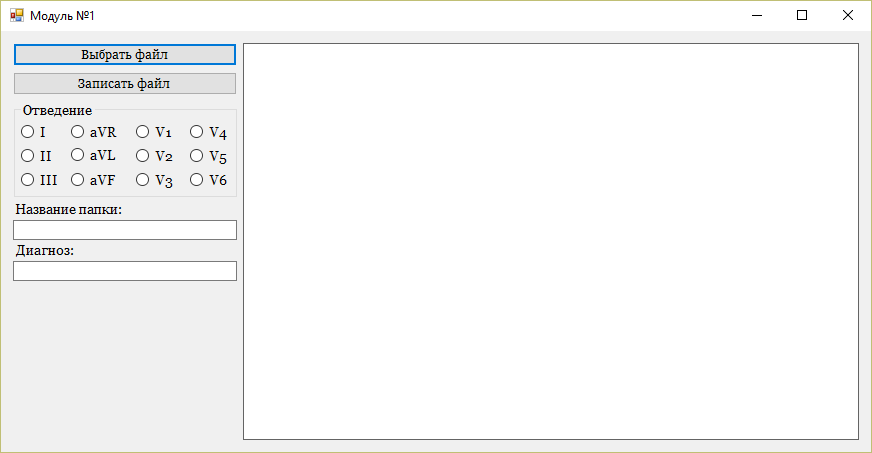 Модуль №1
Выбрать файл
Записать файл
Отведение
I aVR V1 V4
II aVL V2 V5
III aVF V3 V6
Название папки:
Диагноз: